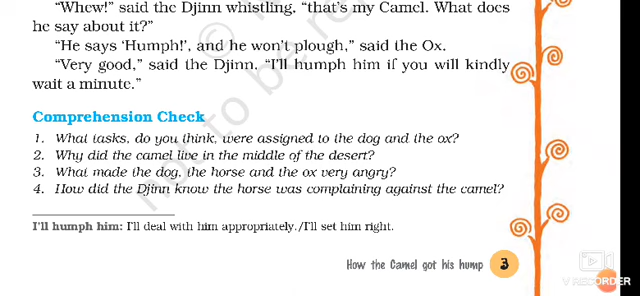 "Whew!" said the Djinn whistling, "that's my Camel. What does
he say about it?"
"He says 'Humph!', and he won't plough," said the Ox.
"Very good," said the Djinn. "I'll humph him if you will kindly
wait a minute."
Comprehension Check
1. What tasks, do you think, were assigned to the dog and the ox?
2. Why did the camel live in the middle of the desert?
3. What made the dog, the horse and the ox very angry?
4. How did the Djinn know the horse was complaining against the camel?
I'll humph him: I'll deal with him appropriately./I'll set him right.
How the Camel got his hump 3
V RECORDER